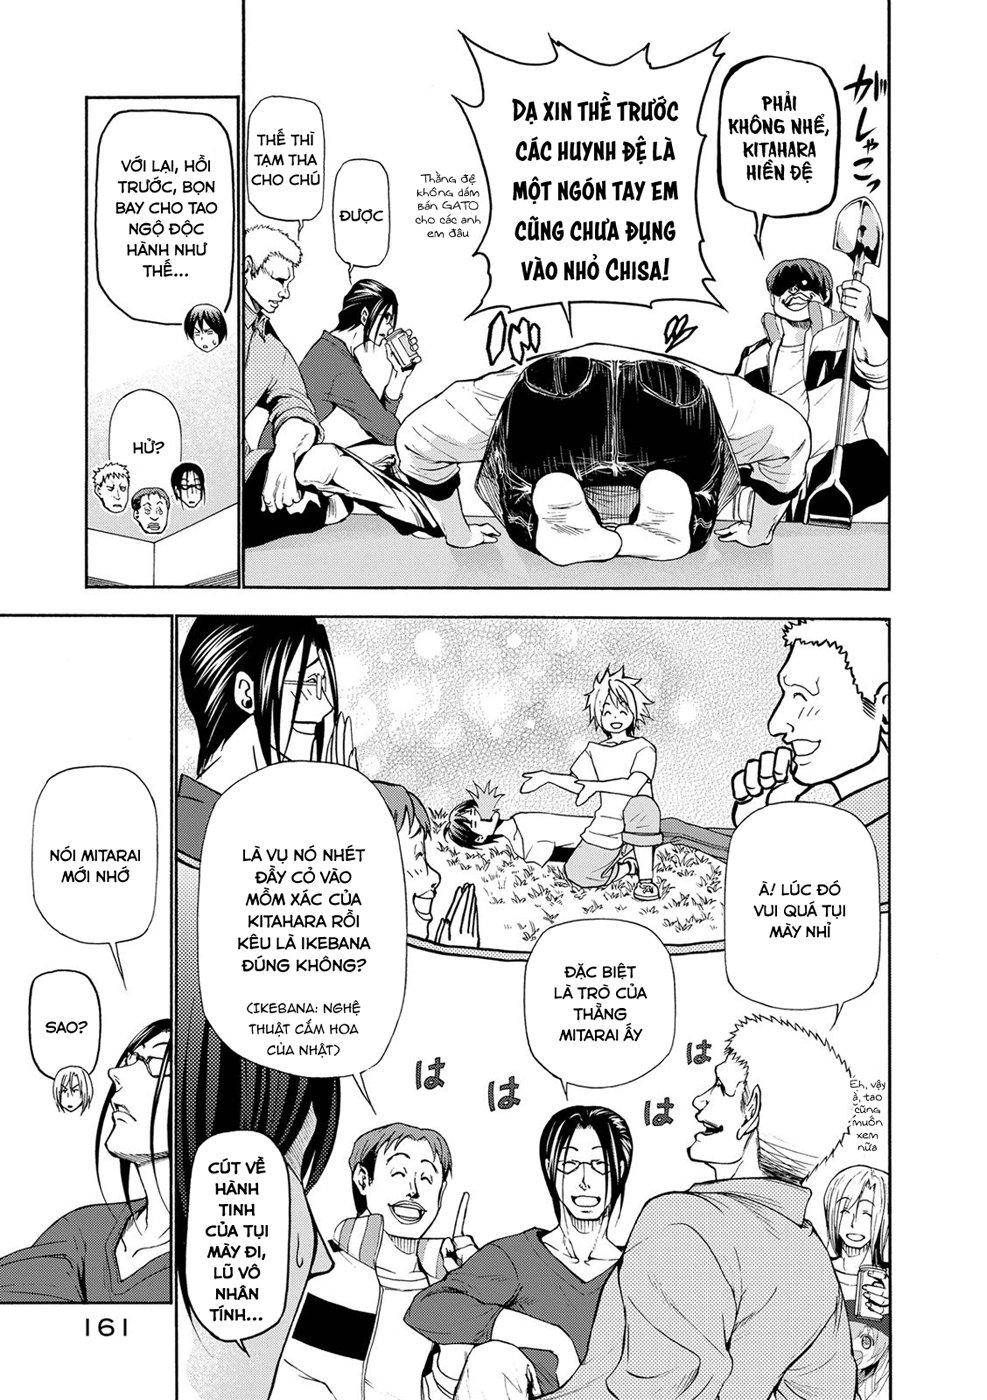 PHẢI
KHÔNG NHỂ,
KITAHARA
HIỀN ĐỆ
ガシャコッ
DẠ XIN THỀ TRƯỚC
CÁC HUYNH ĐỆ LÀ
MỘT NGÓN TAY EM
CŨNG CHƯA ĐỤNG
VÀO NHỎ CHISA!
Thằng đệ
không dám
bán GATO
cho các anh
em đâu
ĐƯỢC
THẾ THÌ
TẠM THA
CHO CHÚ
VỚI LẠI, HỒI
TRƯỚC, BỌN
BAY CHO TAO
NGỘ ĐỘC
HÀNH NHƯ
THẾ...
HỬ?
À! LÚC ĐÓ
VUI QUÁ TỤI
MÀY NHỈ
ĐẶC BIỆT
LÀ TRÒ CỦA
THẰNG
MITARAI ẤY
LÀ VỤ NÓ NHÉT
ĐẦY CỎ VÀO
MỒM XÁC CỦA
KITAHARA RỒI
KÊU LÀ IKEBANA
ĐÚNG KHÔNG?
(IKEBANA: NGHỆ
THUẬT CẮM HOA
CỦA NHẬT)
は
は
は
は
Eh, vậy
à, tao
cũng
muốn
xem
nữa
CÚT VỀ
HÀNH
TINH
CỦA TỤI
MÀY ĐI,
LŨ VÔ
NHÂN
TÍNH...
NÓI MITARAI
MỚI NHỚ
SAO?
161